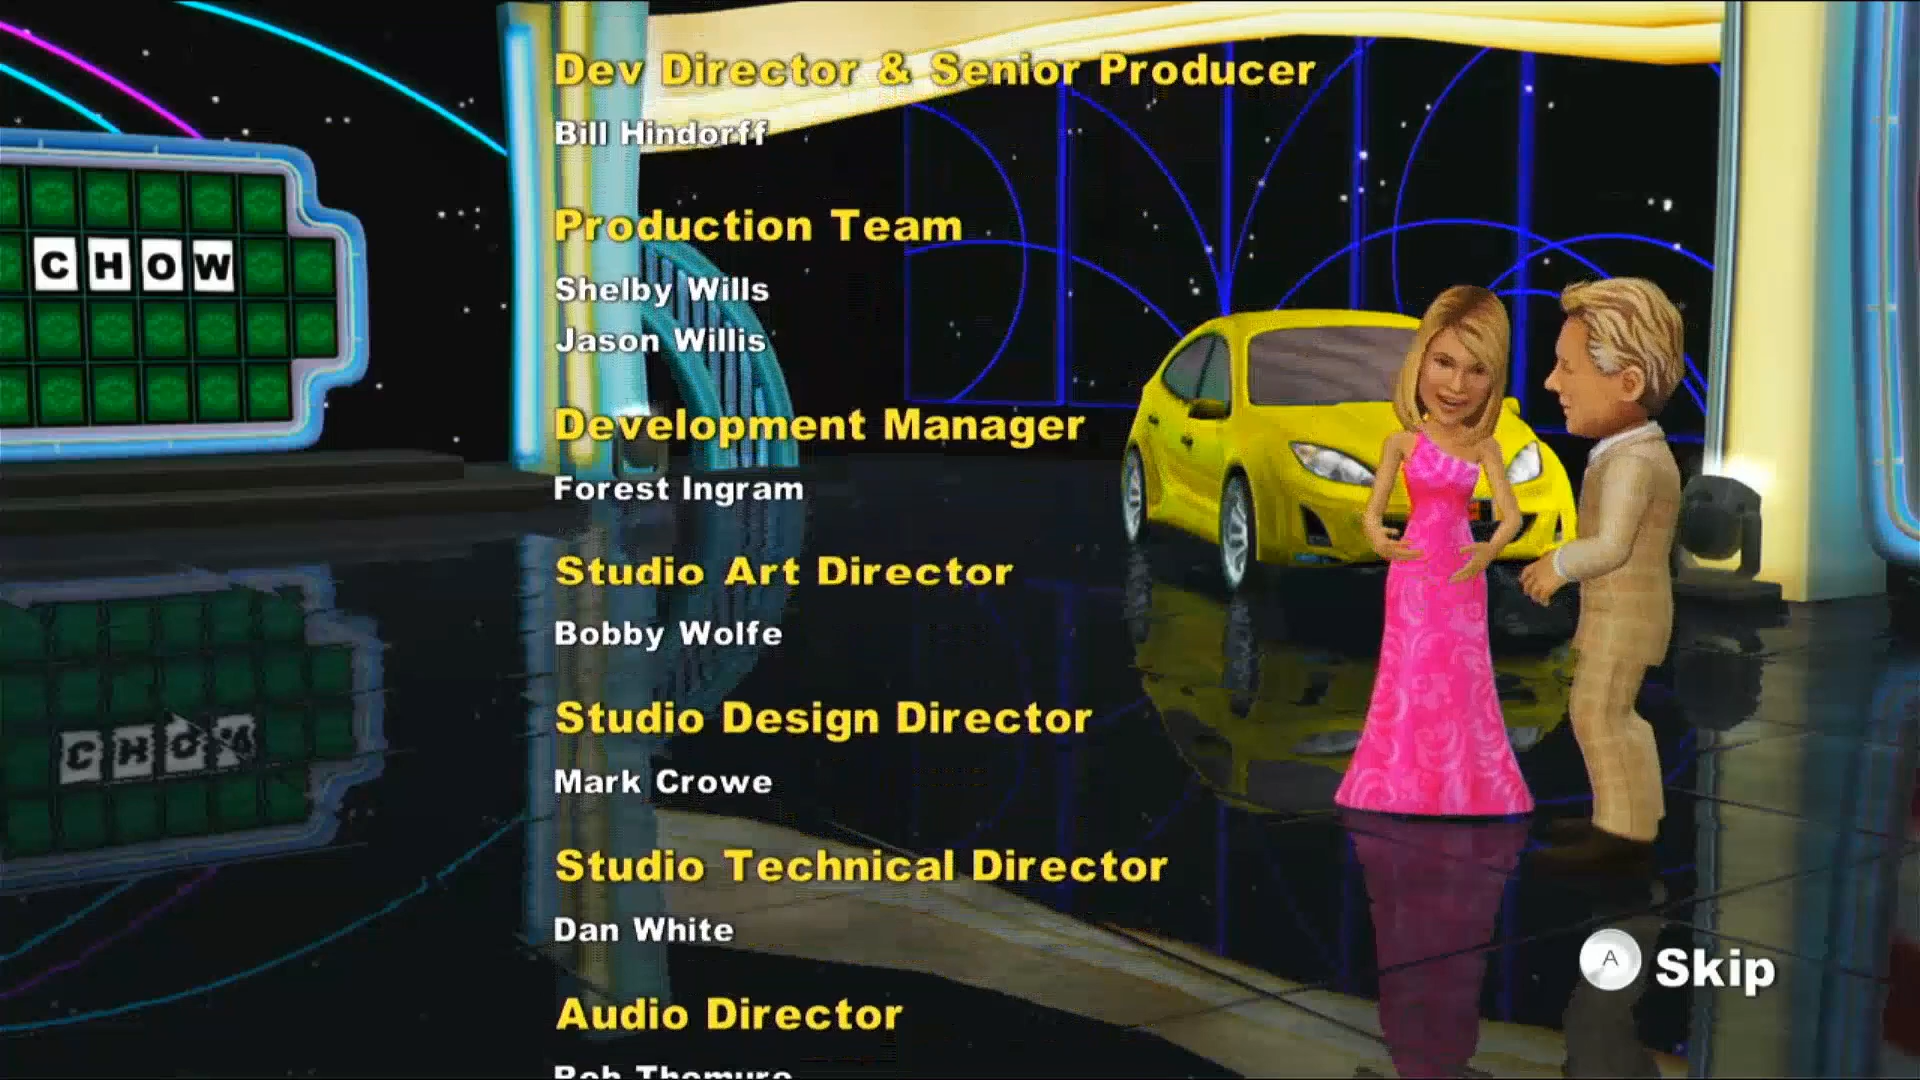 Dev Director & Senior Producer
Bill Hindorff
Production Team
Shelby Wills
Jason Willis
Development Manager
Forest Ingram
Studio Art Director
Bobby Wolfe
Studio Design Director
Mark Crowe
Studio Technical Director
Dan White
Audio Director
CHOW
A Skip